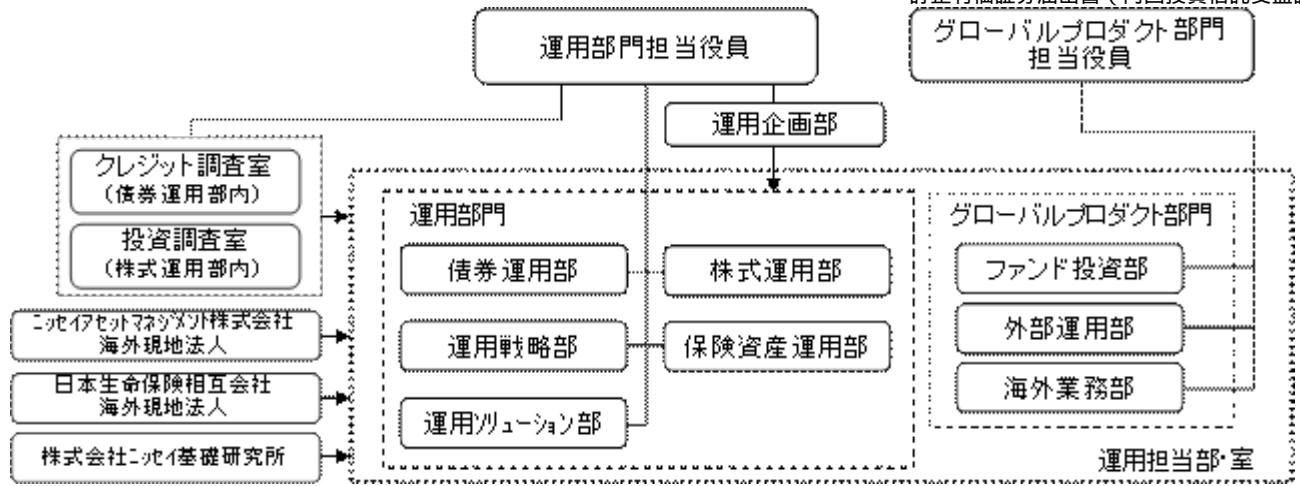 運用部門担当役員
グローバルプロダクト部門
担当役員
運用企画部
クレジット調査室
(債券運用部内)
投資調査室
(株式運用部内)
運用部門
債券運用部
株式運用部
運用戦略部
保険資産運用部
運用ソリューション部
グローバルプロダクト部門
ファンド投資部
外部運用部
海外業務部
ニッセイアセットマネジメント株式会社
海外現地法人
日本生命保険相互会社
海外現地法人
株式会社ニッセイ基礎研究所
運用担当部・室